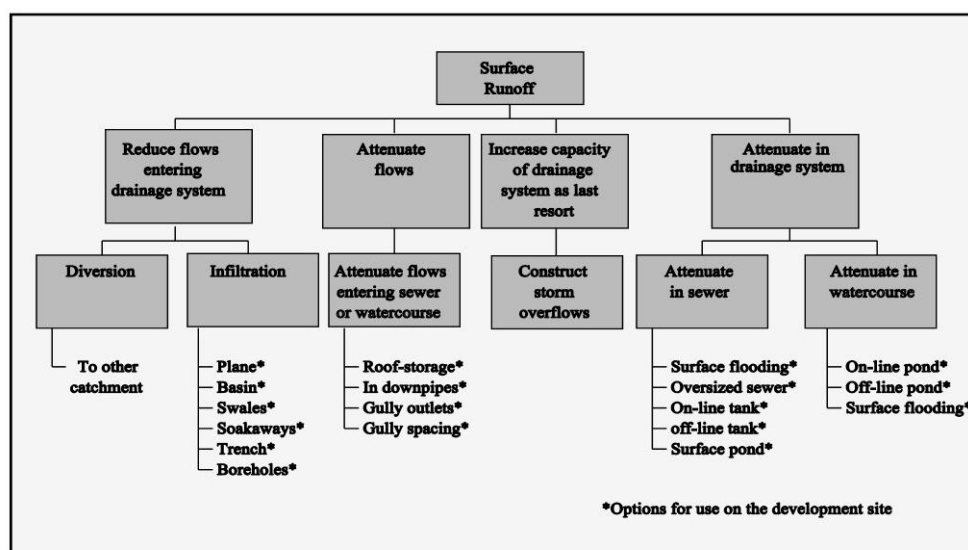 Surface
Runoff
Reduce flows
entering
drainage system
Attenuate
flows
Increase capacity
of drainage
system as last
resort
Attenuate in
drainage system
Diversion
Infiltration
Attenuate flows
entering sewer
or watercourse
Construct
storm
overflows
Attenuate
in sewer
Attenuate in
watercourse
To other
catchment
Plane*
Basin*
Swales*
Soakaways*
Trench*
Boreholes*
Roof-storage*
In downpipes*
Gully outlets*
Gully spacing*
Surface flooding*
Oversized sewer*
On-line tank*
off-line tank*
Surface pond*
On-line pond*
Off-line pond*
Surface flooding*
*Options for use on the development site